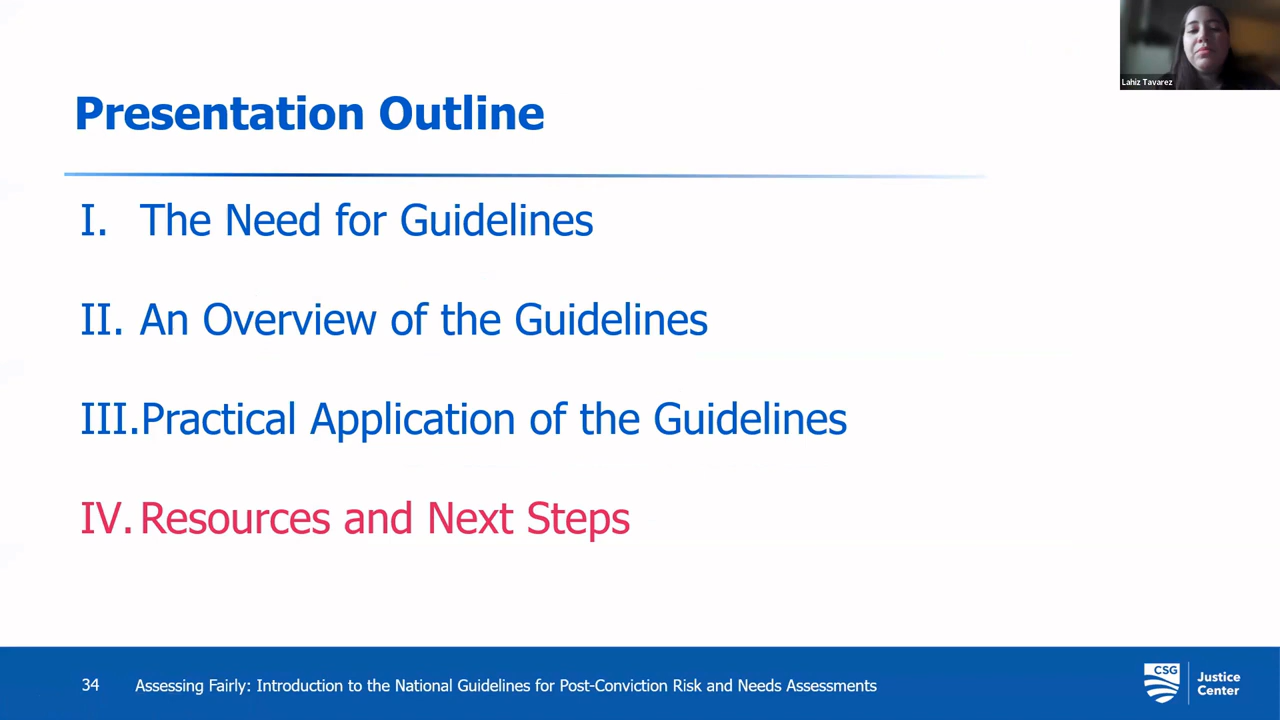 Lahiz Tavarez
Presentation Outline
I. The Need for Guidelines
II. An Overview of the Guidelines
III. Practical Application of the Guidelines
IV. Resources and Next Steps
34 Assessing Fairly: Introduction to the National Guidelines for Post-Conviction Risk and Needs Assessments
CSG
Justice
Center